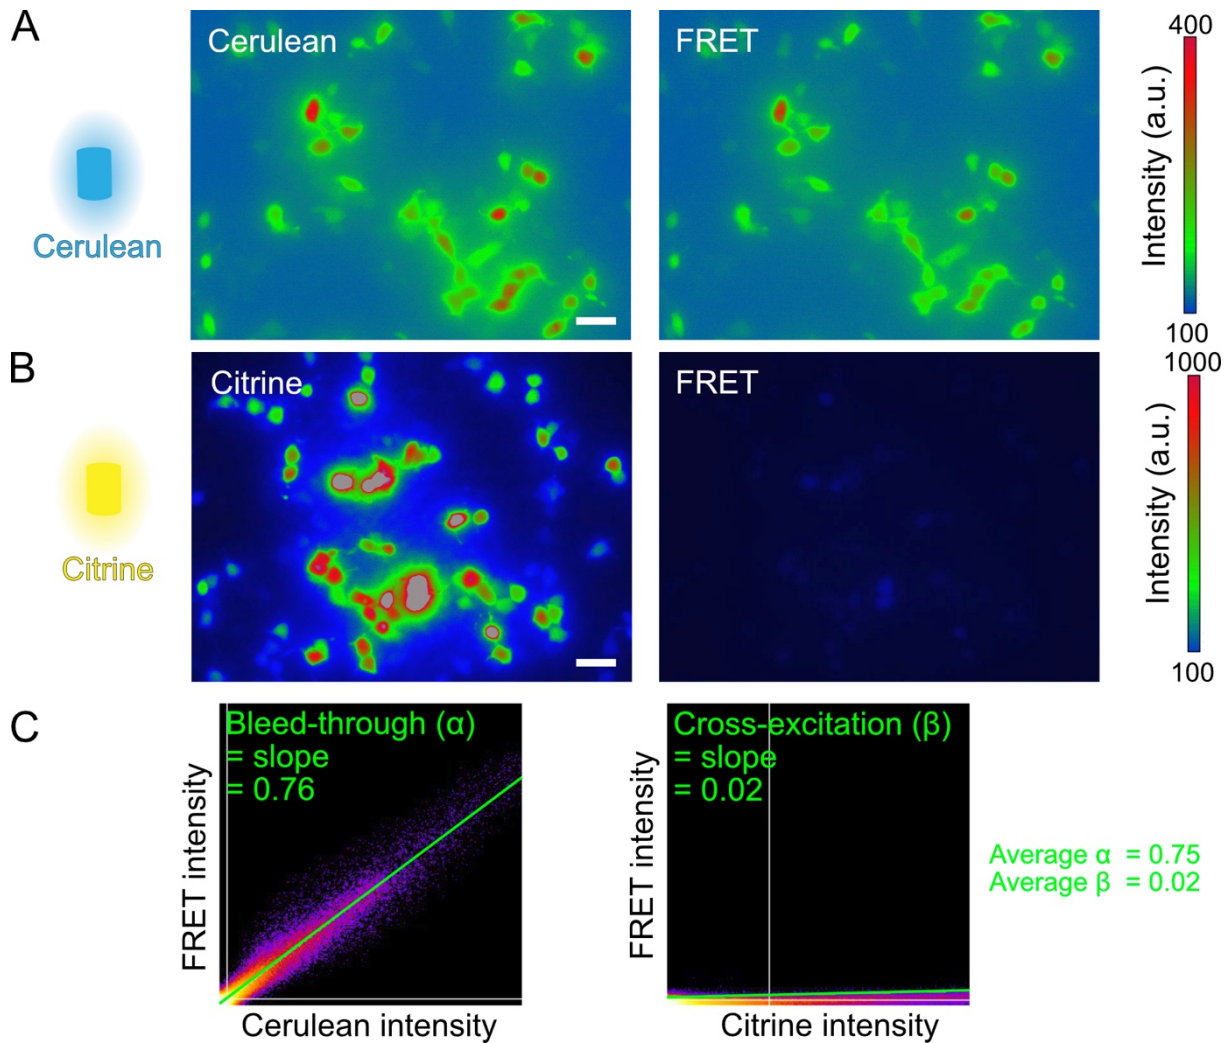 A
Cerulean
Cerulean
FRET
Intensity (a.u.)
400
100
B
Citrine
Citrine
FRET
Intensity (a.u.)
1000
100
C
Bleed-through (α)
= slope
= 0.76
FRET intensity
Cerulean intensity
Cross-excitation (β)
= slope
= 0.02
FRET intensity
Citrine intensity
Average α = 0.75
Average β = 0.02